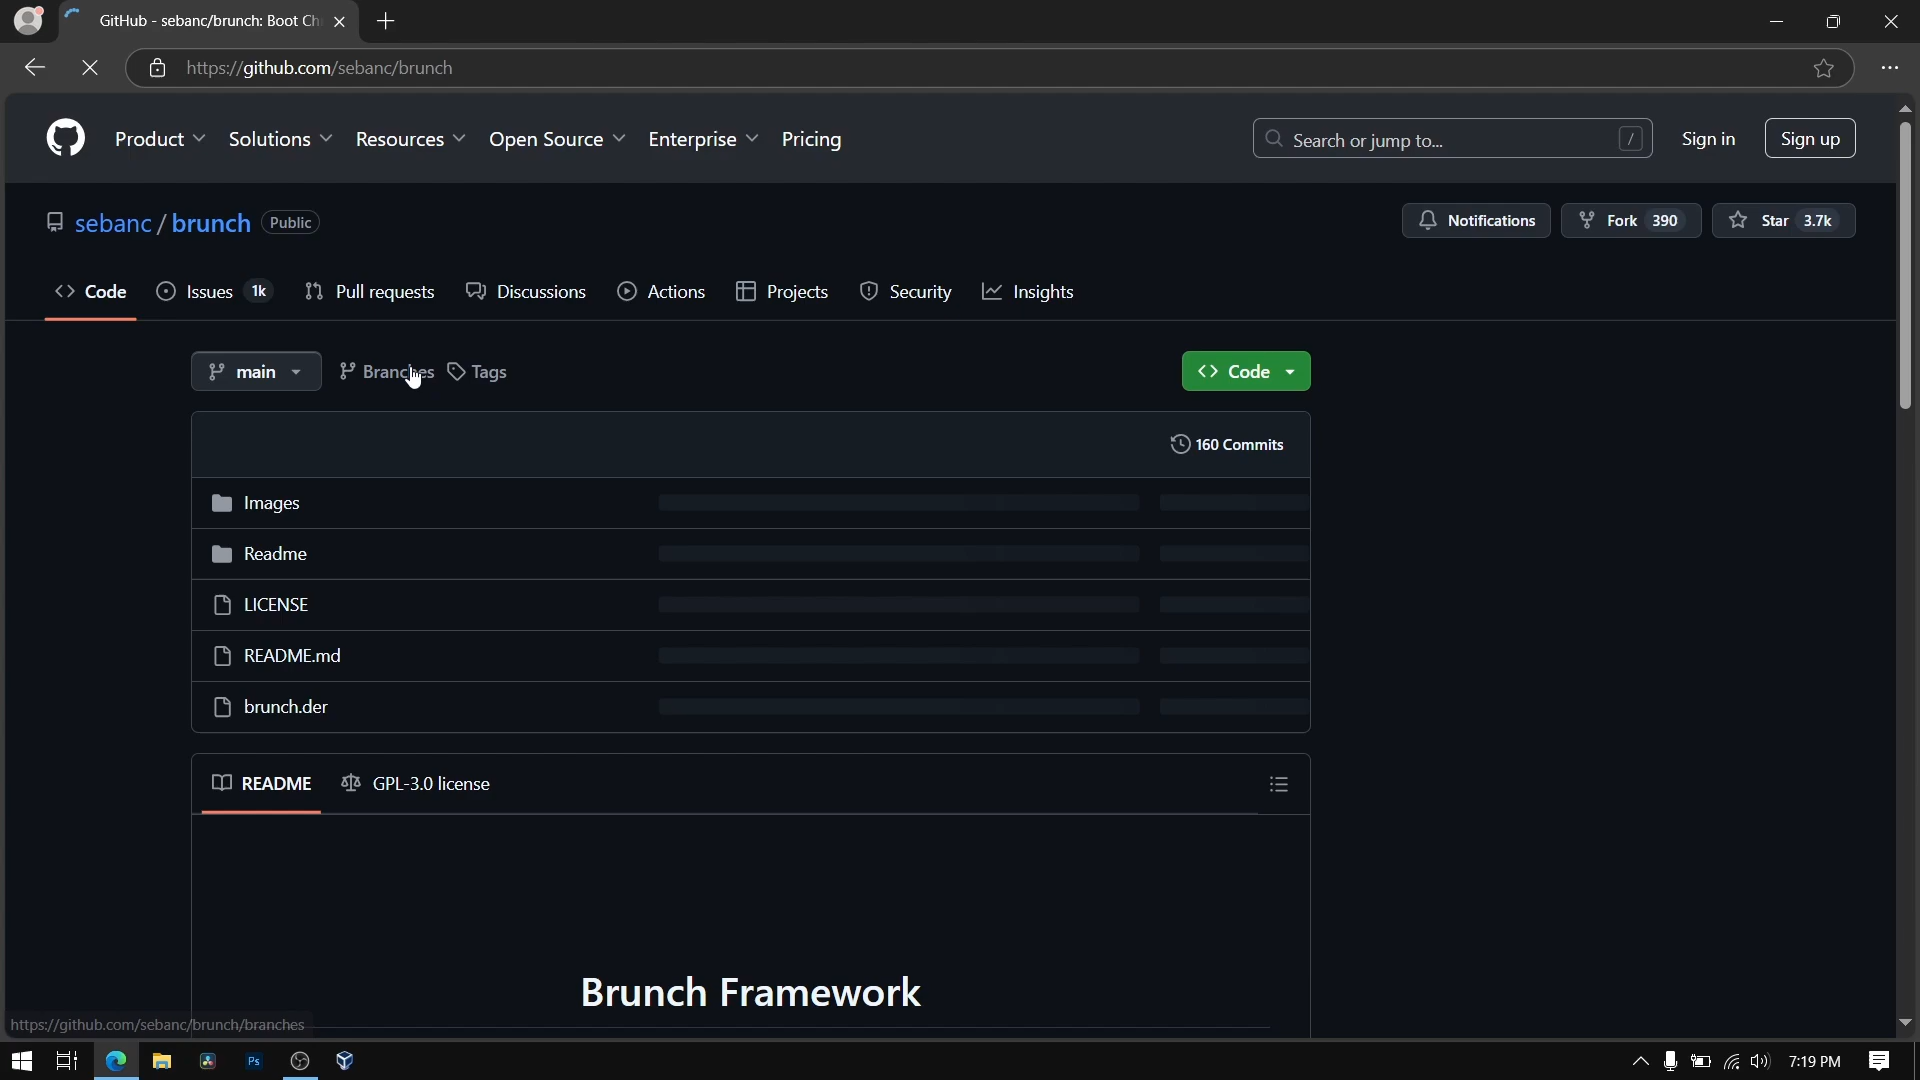 GitHub - sebanc/brunch: Boot Ch
https://github.com/sebanc/brunch
Product Solutions Resources Open Source Enterprise Pricing Search or jump to... / Sign in Sign up
sebanc / brunch Public Notifications Fork 390 Star 3.7k
Code Issues 1k Pull requests Discussions Actions Projects Security Insights
main Branches Tags Code
160 Commits
Images
Readme
LICENSE
README.md
brunch.der
README GPL-3.0 license
Brunch Framework
https://github.com/sebanc/brunch/branches
Ps 7:19 PM